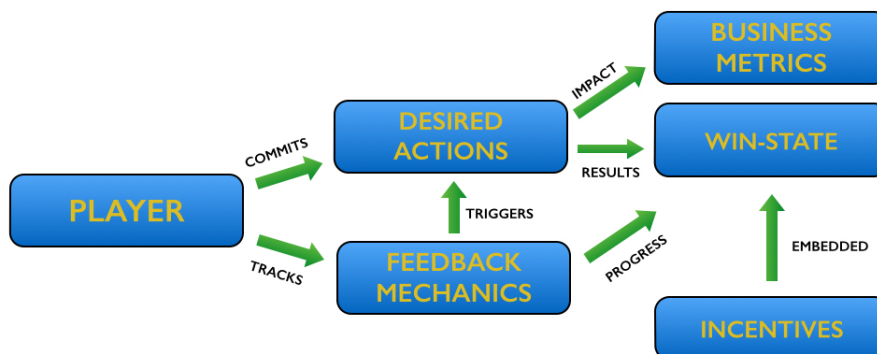 BUSINESS
METRICS
IMPACT
DESIRED
ACTIONS
WIN-STATE
COMMITS
RESULTS
PLAYER
TRIGGERS
TRACKS
FEEDBACK
MECHANICS
PROGRESS
EMBEDDED
INCENTIVES